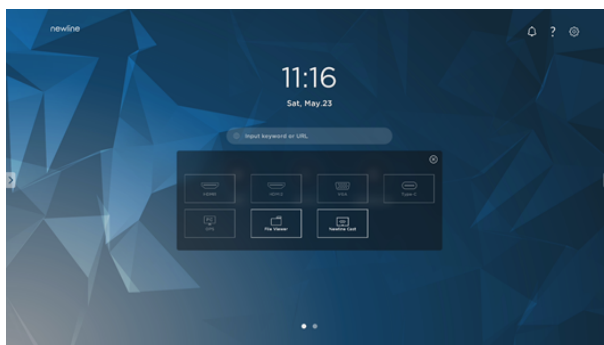 newline
?
11:16
Sat, May.23
Input keyword or URL
HDMI1
HDMI2
VGA
Type-C
OPS
File Viewer
Newline Cast